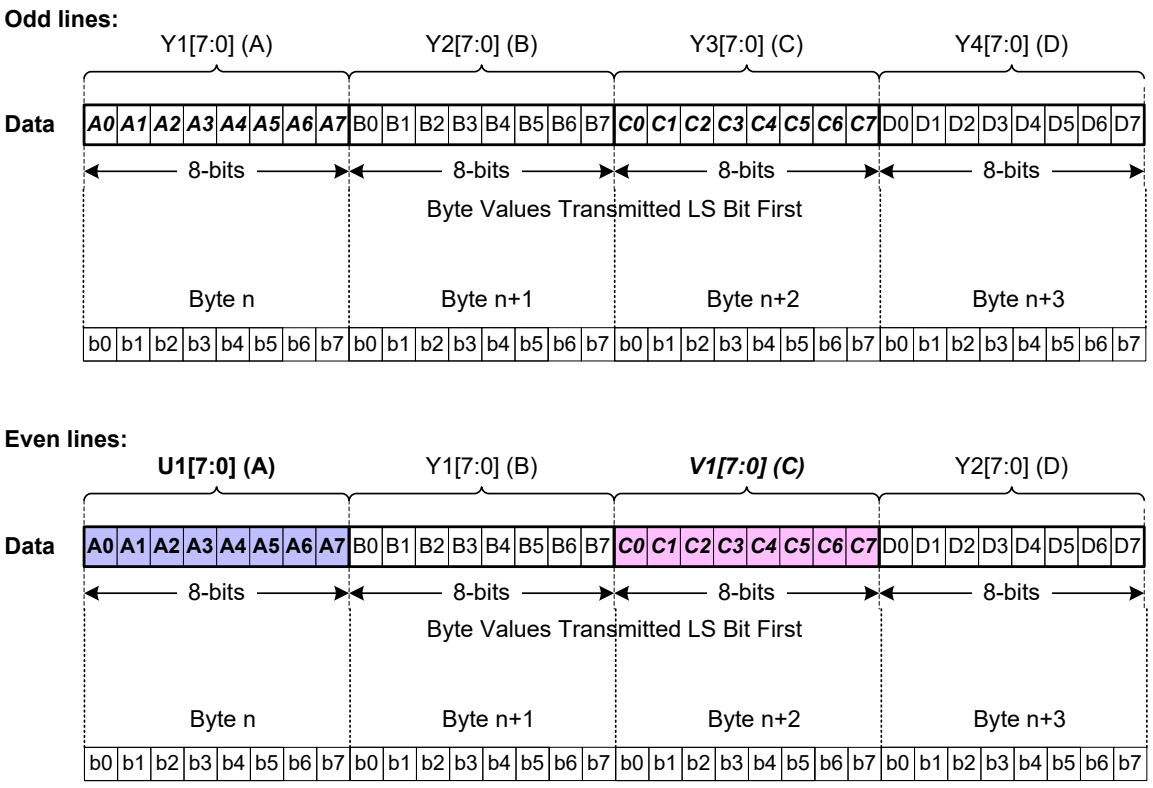 Odd lines:
Y1[7:0] (A) Y2[7:0] (B) Y3[7:0] (C) Y4[7:0] (D)
Data A0 A1 A2 A3 A4 A5 A6 A7 B0 B1 B2 B3 B4 B5 B6 B7 C0 C1 C2 C3 C4 C5 C6 C7 D0 D1 D2 D3 D4 D5 D6 D7
8-bits 8-bits 8-bits 8-bits
Byte Values Transmitted LS Bit First
Byte n Byte n+1 Byte n+2 Byte n+3
b0 b1 b2 b3 b4 b5 b6 b7 b0 b1 b2 b3 b4 b5 b6 b7 b0 b1 b2 b3 b4 b5 b6 b7 b0 b1 b2 b3 b4 b5 b6 b7
Even lines:
U1[7:0] (A) Y1[7:0] (B) V1[7:0] (C) Y2[7:0] (D)
Data A0 A1 A2 A3 A4 A5 A6 A7 B0 B1 B2 B3 B4 B5 B6 B7 C0 C1 C2 C3 C4 C5 C6 C7 D0 D1 D2 D3 D4 D5 D6 D7
8-bits 8-bits 8-bits 8-bits
Byte Values Transmitted LS Bit First
Byte n Byte n+1 Byte n+2 Byte n+3
b0 b1 b2 b3 b4 b5 b6 b7 b0 b1 b2 b3 b4 b5 b6 b7 b0 b1 b2 b3 b4 b5 b6 b7 b0 b1 b2 b3 b4 b5 b6 b7